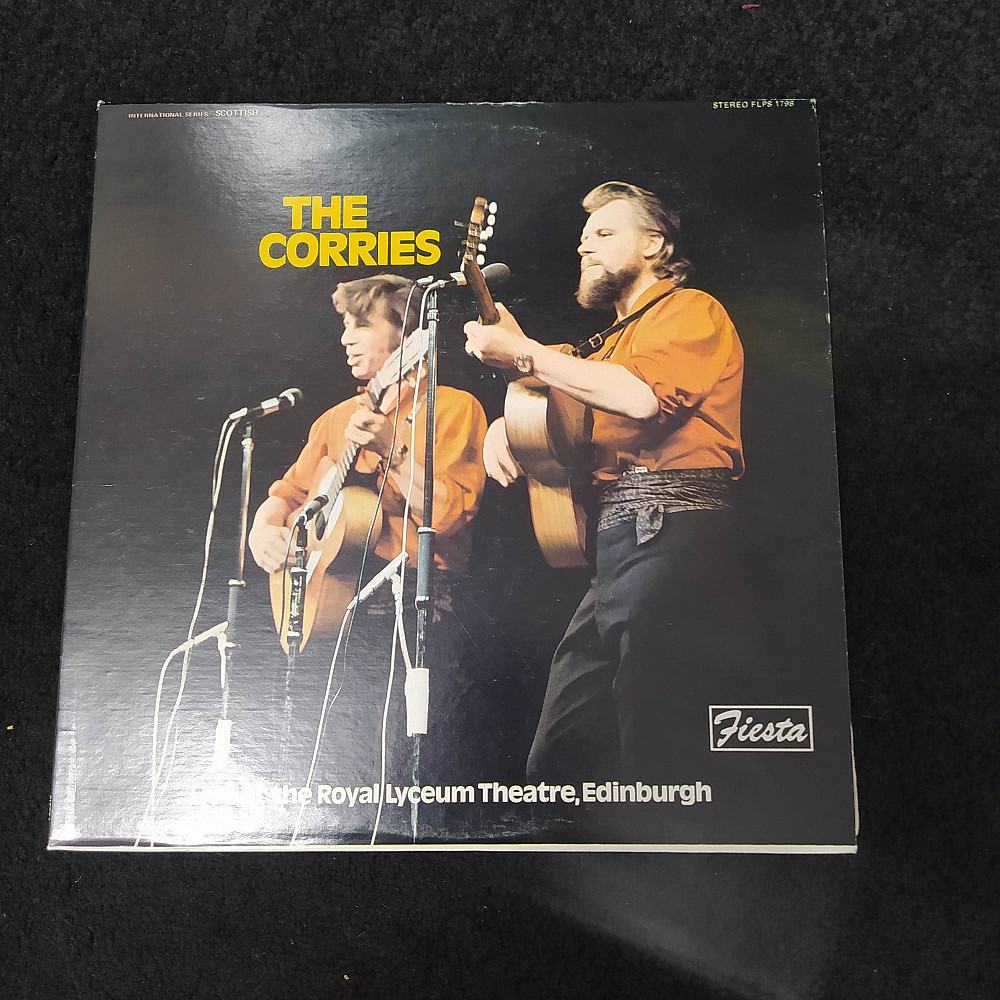 INTERNATIONAL SERIES: SCOTTISH
STEREO FLPS 1798
THE
CORRIES
Fiesta
the Royal Lyceum Theatre, Edinburgh